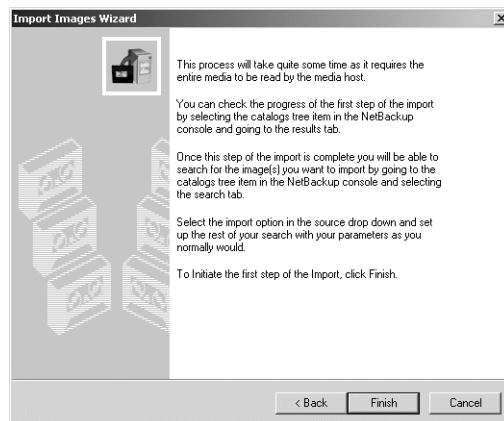 Import Images Wizard
This process will take quite some time as it requires the
entire media to be read by the media host.
You can check the progress of the first step of the import
by selecting the catalogs tree item in the NetBackup
console and going to the results tab.
Once this step of the import is complete you will be able to
search for the image(s) you want to import by going to the
catalogs tree item in the NetBackup console and selecting
the search tab.
Select the import option in the source drop down and set
up the rest of your search with your parameters as you
normally would.
To Initiate the first step of the Import, click Finish.
< Back Finish Cancel